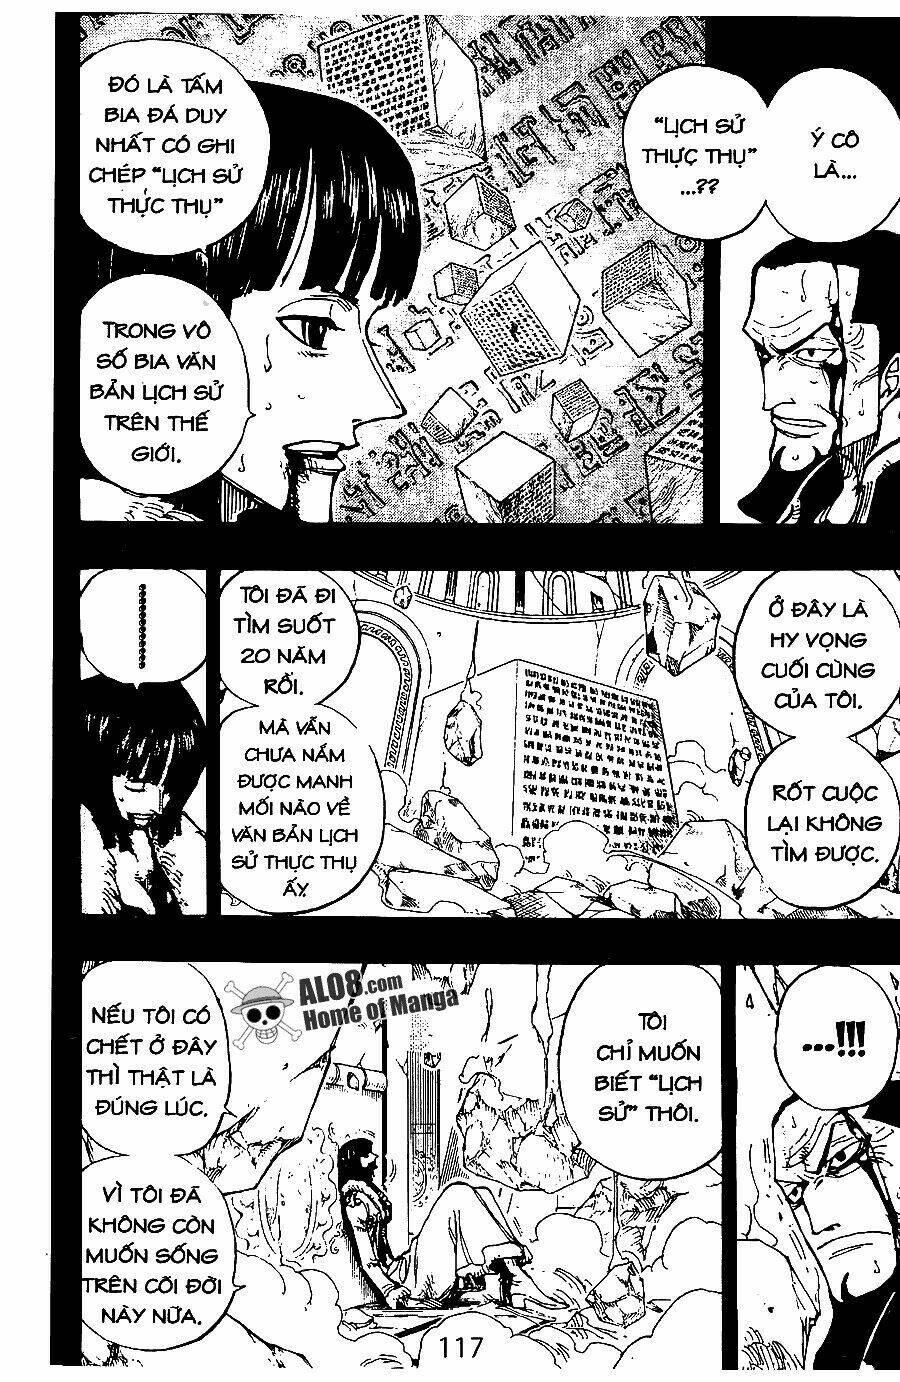 Ý CÔ
LÀ...
"LỊCH SỬ
THỰC THỤ"
...??
ĐÓ LÀ TẤM
BIA ĐÁ DUY
NHẤT CÓ GHI
CHÉP "LỊCH SỬ
THỰC THỤ"
TRONG VÔ
SỐ BIA VĂN
BẢN LỊCH SỬ
TRÊN THẾ
GIỚI.
Ở ĐÂY LÀ
HY VỌNG
CUỐI CÙNG
CỦA TÔI.
RỐT CUỘC
LẠI KHÔNG
TÌM ĐƯỢC.
TÔI ĐÃ ĐI
TÌM SUỐT
20 NĂM
RỒI.
MÀ VẪN
CHƯA NẮM
ĐƯỢC MANH
MỐI NÀO VỀ
VĂN BẢN LỊCH
SỬ THỰC THỤ
ẤY.
............
...!!!
TÔI
CHỈ MUỐN
BIẾT "LỊCH
SỬ" THÔI.
NẾU TÔI CÓ
CHẾT Ở ĐÂY
THÌ THẬT LÀ
ĐÚNG LÚC.
VÌ TÔI ĐÃ
KHÔNG CÒN
MUỐN SỐNG
TRÊN CÕI ĐỜI
NÀY NỮA.
ALO8.com
Home of Manga
117